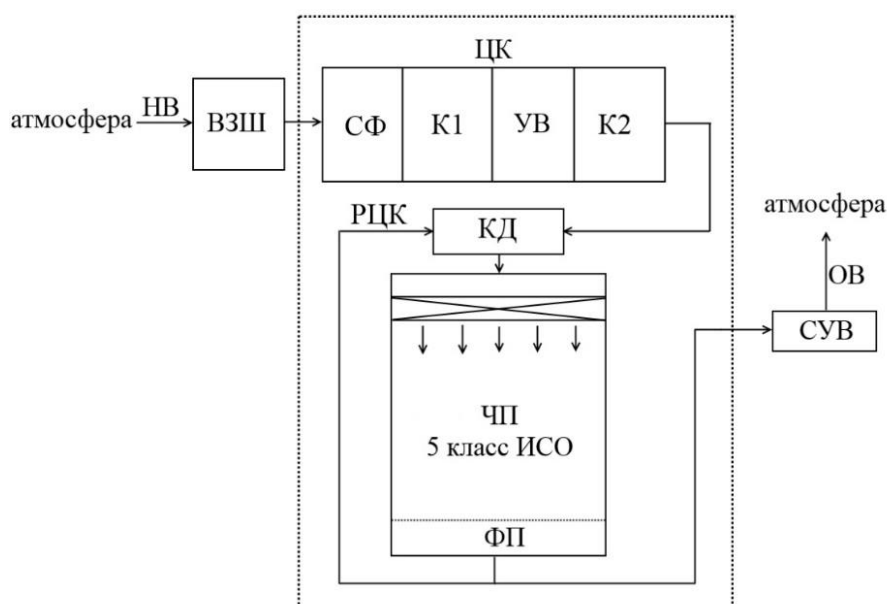 ЦК
атмосфера
НВ
ВЗШ
СФ
К1
УВ
К2
РЦК
КД
атмосфера
ОВ
СУВ
ЧП
5 класс ИСО
ФП